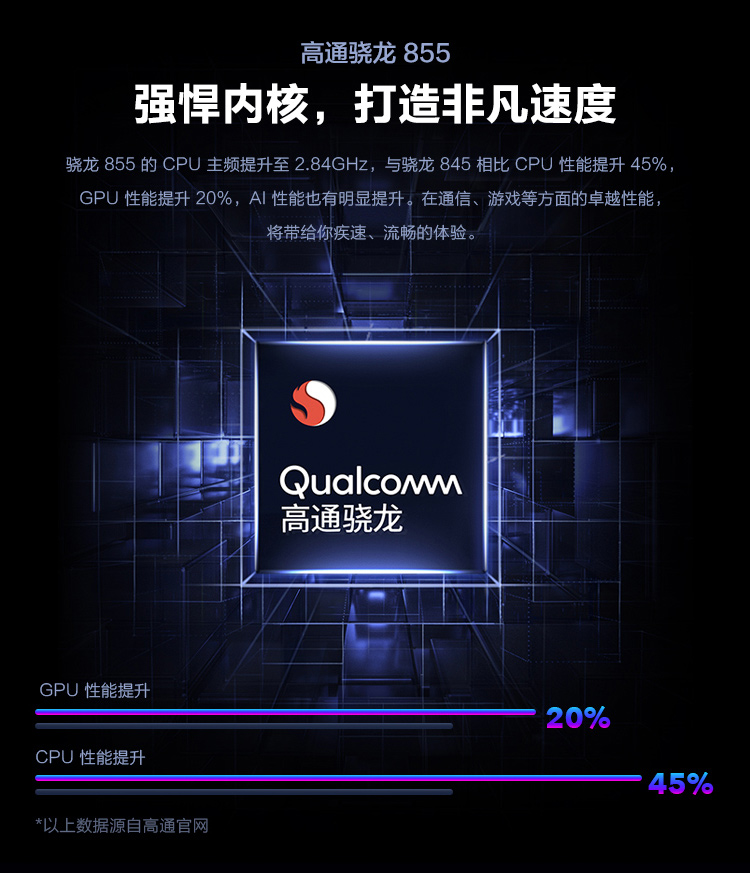 高通骁龙 855
强悍内核，打造非凡速度
骁龙 855 的 CPU 主频提升至 2.84GHz，与骁龙 845 相比 CPU 性能提升 45%，
GPU 性能提升 20%，AI 性能也有明显提升。在通信、游戏等方面的卓越性能，
将带给你疾速、流畅的体验。
Qualcomm
高通骁龙
GPU 性能提升
20%
CPU 性能提升
45%
*以上数据源自高通官网